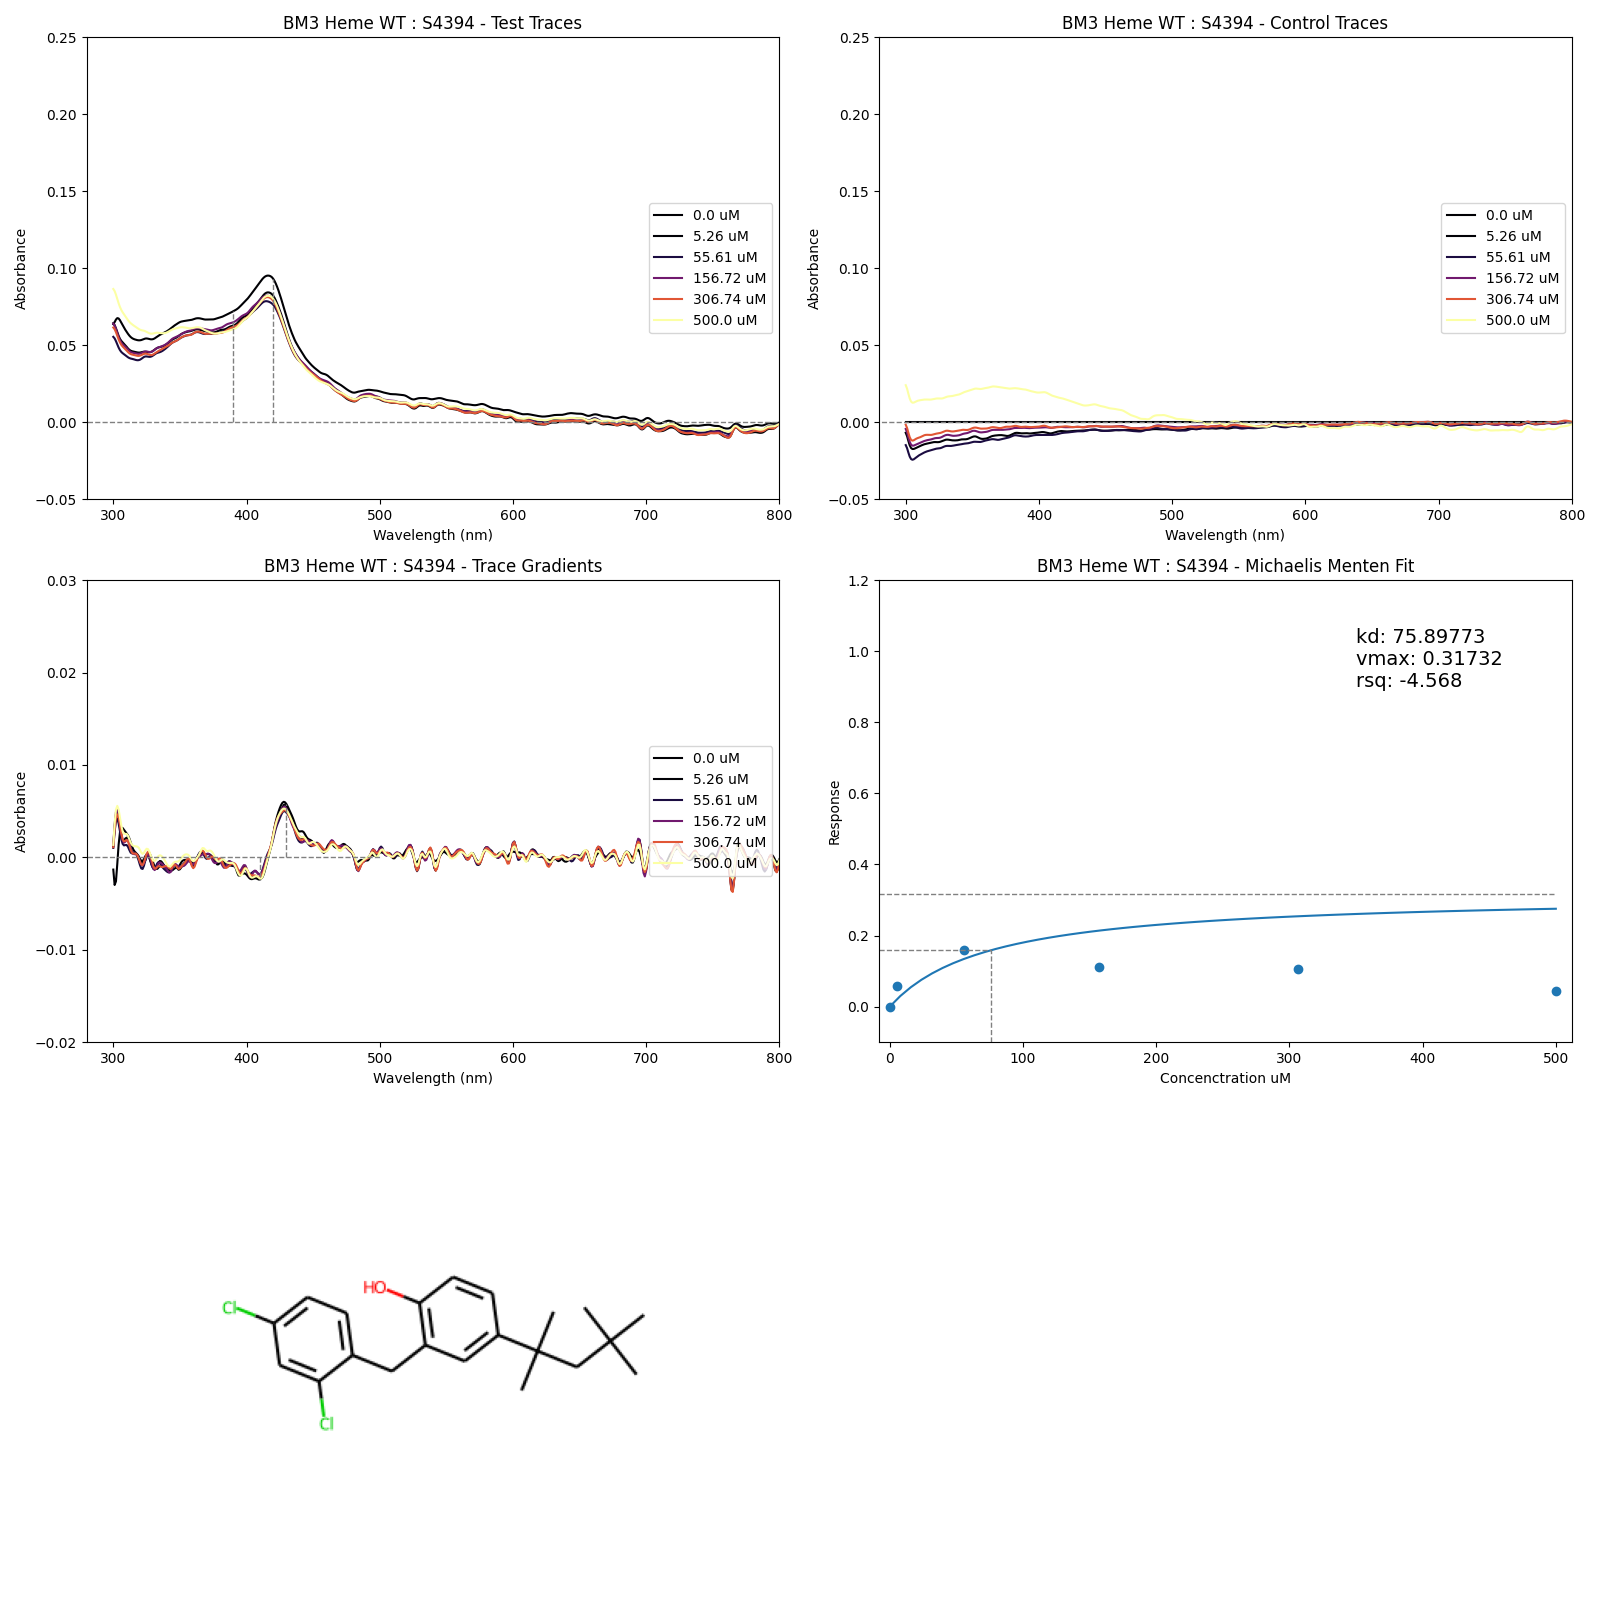 BM3 Heme WT : S4394 - Test Traces
0.25
0.20
0.15
0.10
0.05
0.00
−0.05
Absorbance
300 400 500 600 700 800
Wavelength (nm)
0.0 uM
5.26 uM
55.61 uM
156.72 uM
306.74 uM
500.0 uM
BM3 Heme WT : S4394 - Control Traces
0.25
0.20
0.15
0.10
0.05
0.00
−0.05
Absorbance
300 400 500 600 700 800
Wavelength (nm)
0.0 uM
5.26 uM
55.61 uM
156.72 uM
306.74 uM
500.0 uM
BM3 Heme WT : S4394 - Trace Gradients
0.03
0.02
0.01
0.00
−0.01
−0.02
Absorbance
300 400 500 600 700 800
Wavelength (nm)
0.0 uM
5.26 uM
55.61 uM
156.72 uM
306.74 uM
500.0 uM
BM3 Heme WT : S4394 - Michaelis Menten Fit
1.2
1.0
0.8
0.6
0.4
0.2
0.0
Response
0 100 200 300 400 500
Concenctration uM
kd: 75.89773
vmax: 0.31732
rsq: -4.568
HO
Cl
Cl